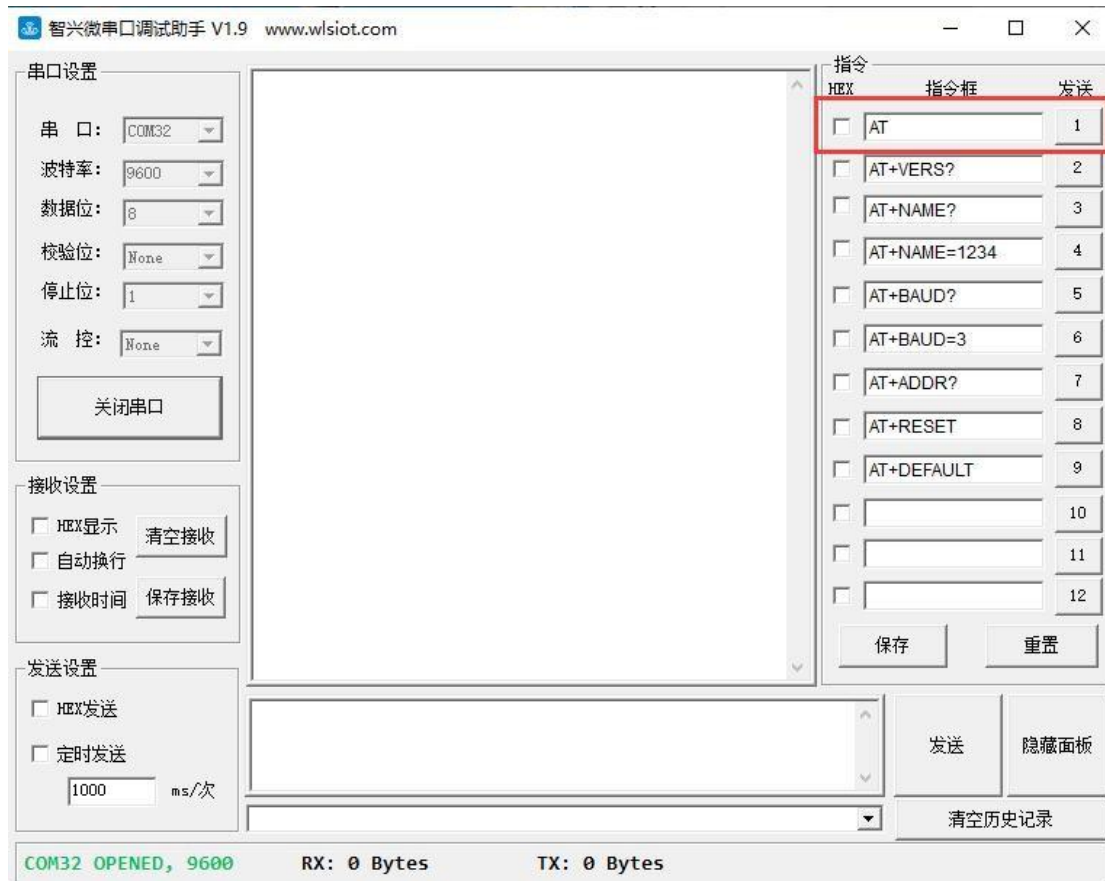 智兴微串口调试助手 V1.9 www.wlsiot.com
串口设置
串 口: COM32
波特率: 9600
数据位: 8
校验位: None
停止位: 1
流 控: None
关闭串口
接收设置
HEX显示
清空接收
自动换行
接收时间
保存接收
发送设置
HEX发送
定时发送
1000 ms/次
指令
HEX 指令框 发送
AT 1
AT+VERS? 2
AT+NAME? 3
AT+NAME=1234 4
AT+BAUD? 5
AT+BAUD=3 6
AT+ADDR? 7
AT+RESET 8
AT+DEFAULT 9
10
11
12
保存 重置
发送 隐藏面板
清空历史记录
COM32 OPENED, 9600 RX: 0 Bytes TX: 0 Bytes